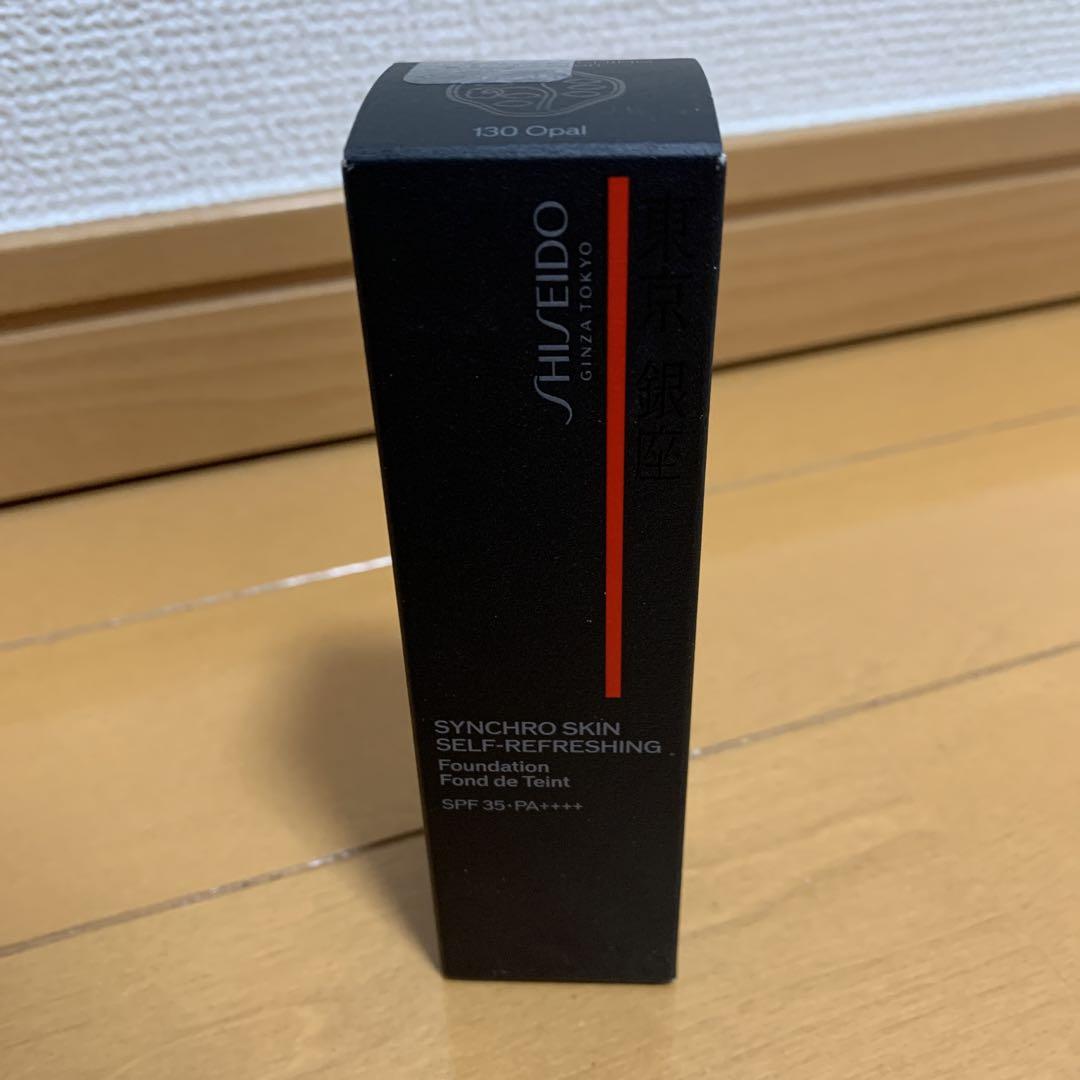 130 Opal
SHISEIDO
GINZA TOKYO
東京 銀座
SYNCHRO SKIN
SELF-REFRESHING
Foundation
Fond de Teint
SPF 35・PA++++